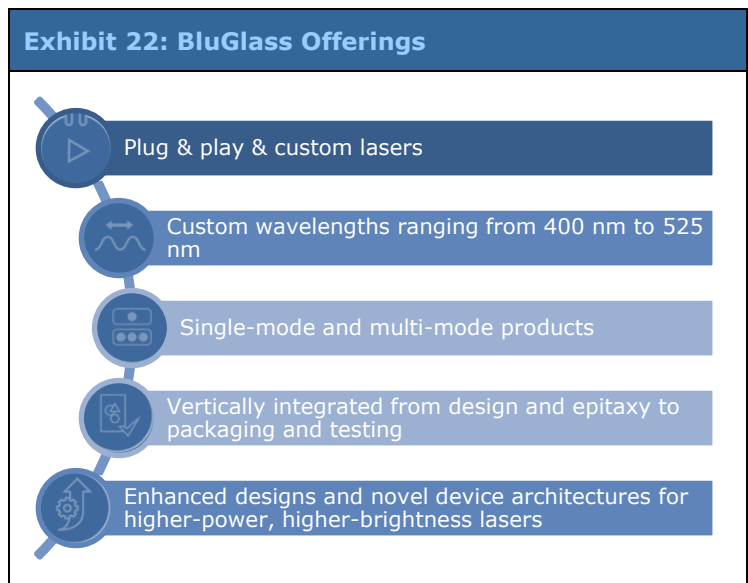 Exhibit 22: BluGlass Offerings
Plug & play & custom lasers
Custom wavelengths ranging from 400 nm to 525
nm
Single-mode and multi-mode products
Vertically integrated from design and epitaxy to
packaging and testing
Enhanced designs and novel device architectures for
higher-power, higher-brightness lasers